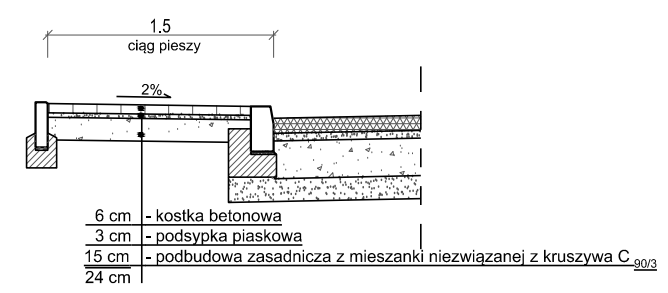 1.5
ciąg pieszy
2%
6 cm - kostka betonowa
3 cm - podsypka piaskowa
15 cm - podbudowa zasadnicza z mieszanki niezwiązanej z kruszywa C 90/3
24 cm